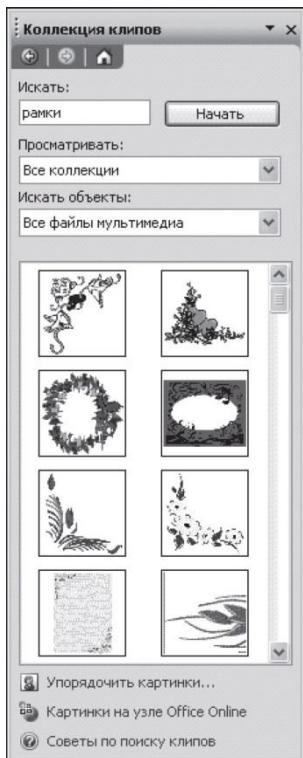 Коллекция клипов
Искать:
рамки
Начать
Просматривать:
Все коллекции
Искать объекты:
Все файлы мультимедиа
Упорядочить картинки...
Картинки на узле Office Online
Советы по поиску клипов